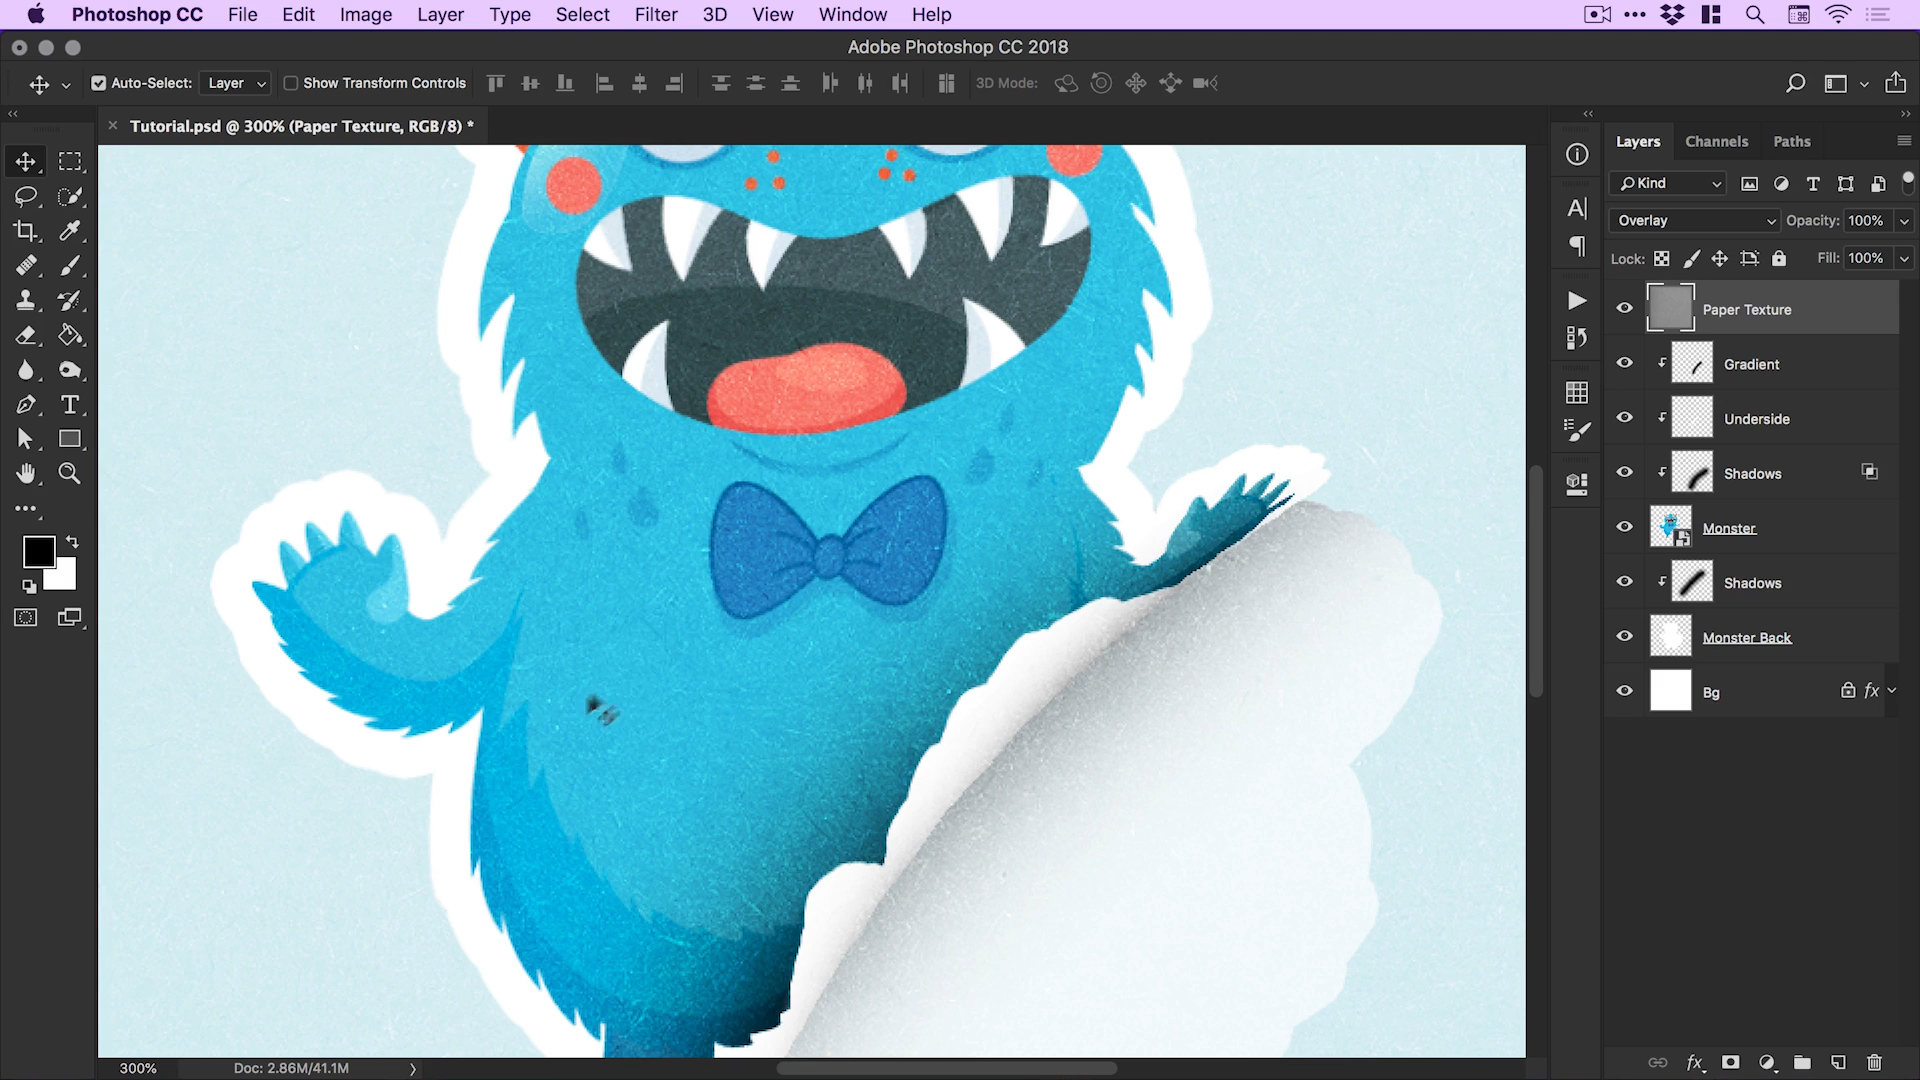 Photoshop CC File Edit Image Layer Type Select Filter 3D View Window Help
Adobe Photoshop CC 2018
Auto-Select: Layer Show Transform Controls 3D Mode:
Tutorial.psd @ 300% (Paper Texture, RGB/8) *
Layers Channels Paths
Kind
Overlay Opacity: 100%
Lock: Fill: 100%
Paper Texture
Gradient
Underside
Shadows
Monster
Shadows
Monster Back
Bg fx
300% Doc: 2.86M/41.1M
fx